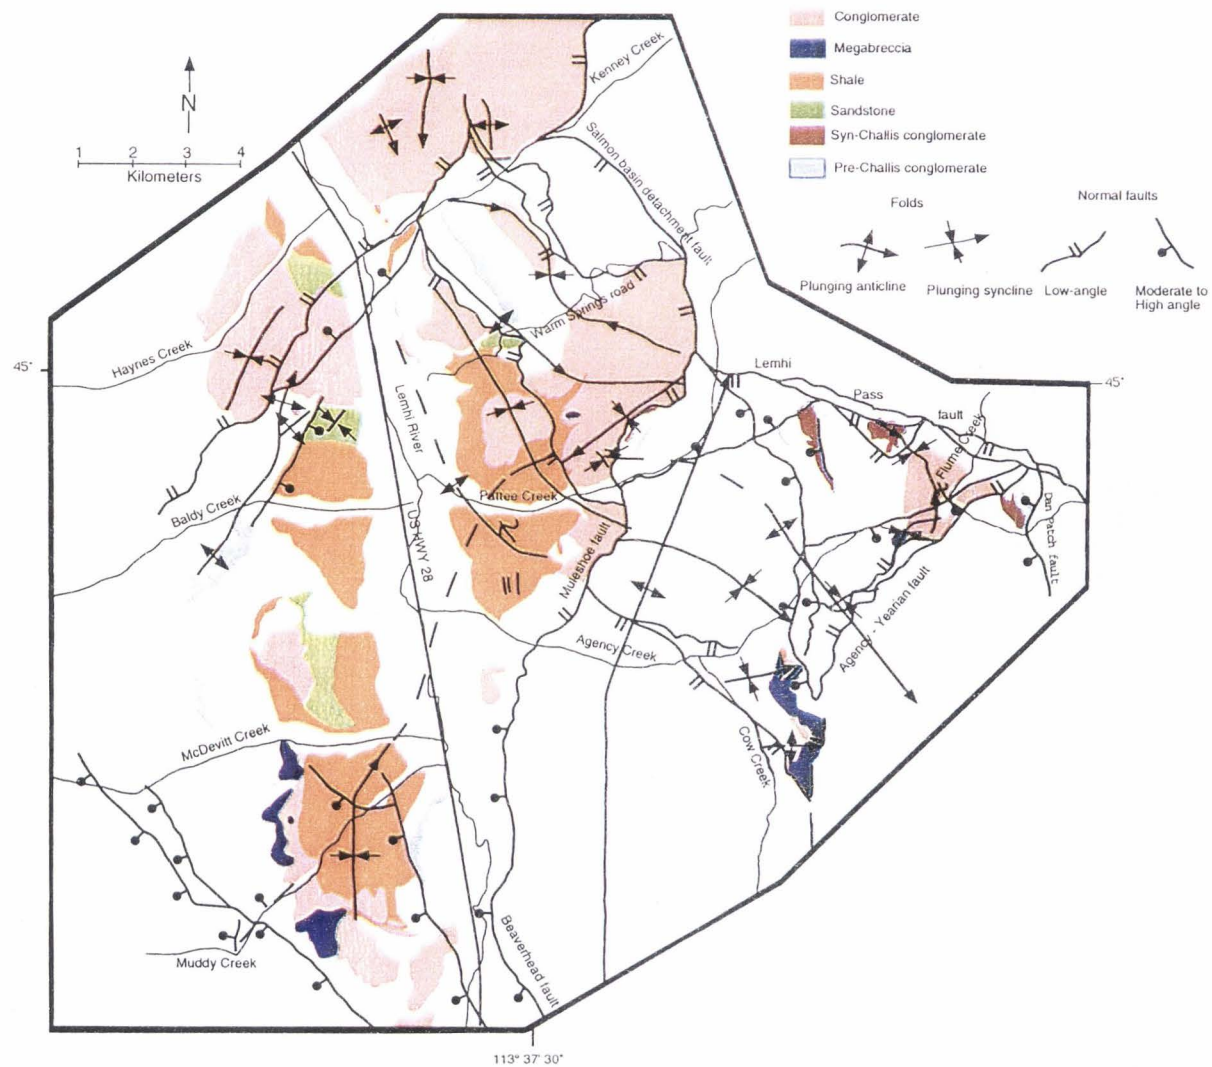 Conglomerate
Megabreccia
Shale
Sandstone
Syn-Challis conglomerate
Pre-Challis conglomerate
Folds
Normal faults
Plunging anticline
Plunging syncline
Low-angle
Moderate to
High angle
N
1 2 3 4
Kilometers
Kenney Creek
Salmon basin detachment fault
Warm Springs road
Haynes Creek
45°
Lemhi Pass fault
45°
Lemhi River
Flume Creek
Baldy Creek
Pattee Creek
Dan Patch fault
US HWY 28
Muleshoe fault
Agency - Yearian fault
Agency Creek
McDevitt Creek
Cow Creek
Beaverhead fault
Muddy Creek
113° 37' 30"